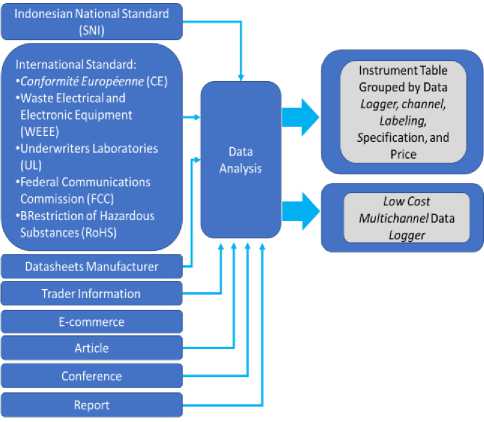 Indonesian National Standard
(SNI)
International Standard:
•Conformité Européenne (CE)
•Waste Electrical and
Electronic Equipment
(WEEE)
•Underwriters Laboratories
(UL)
•Federal Communications
Commission (FCC)
•BRestriction of Hazardous
Substances (RoHS)
Datasheets Manufacturer
Trader Information
E-commerce
Article
Conference
Report
Data
Analysis
Instrument Table
Grouped by Data
Logger, channel,
Labeling,
Specification, and
Price
Low Cost
Multichannel Data
Logger